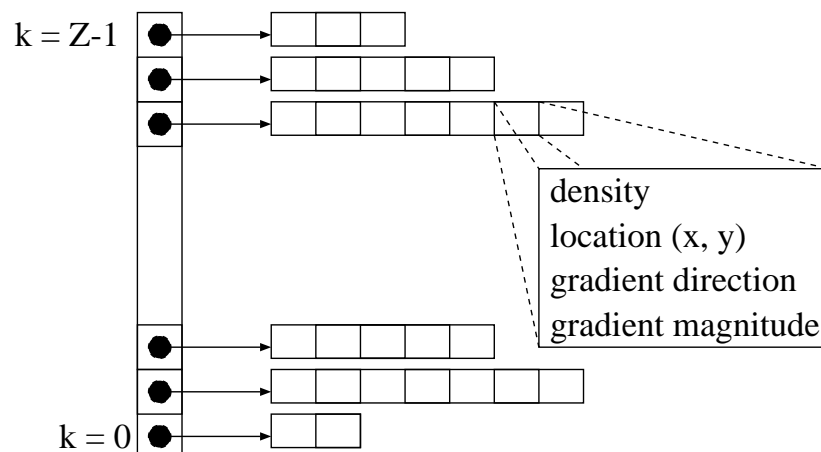 k = Z-1
density
location (x, y)
gradient direction
gradient magnitude
k = 0